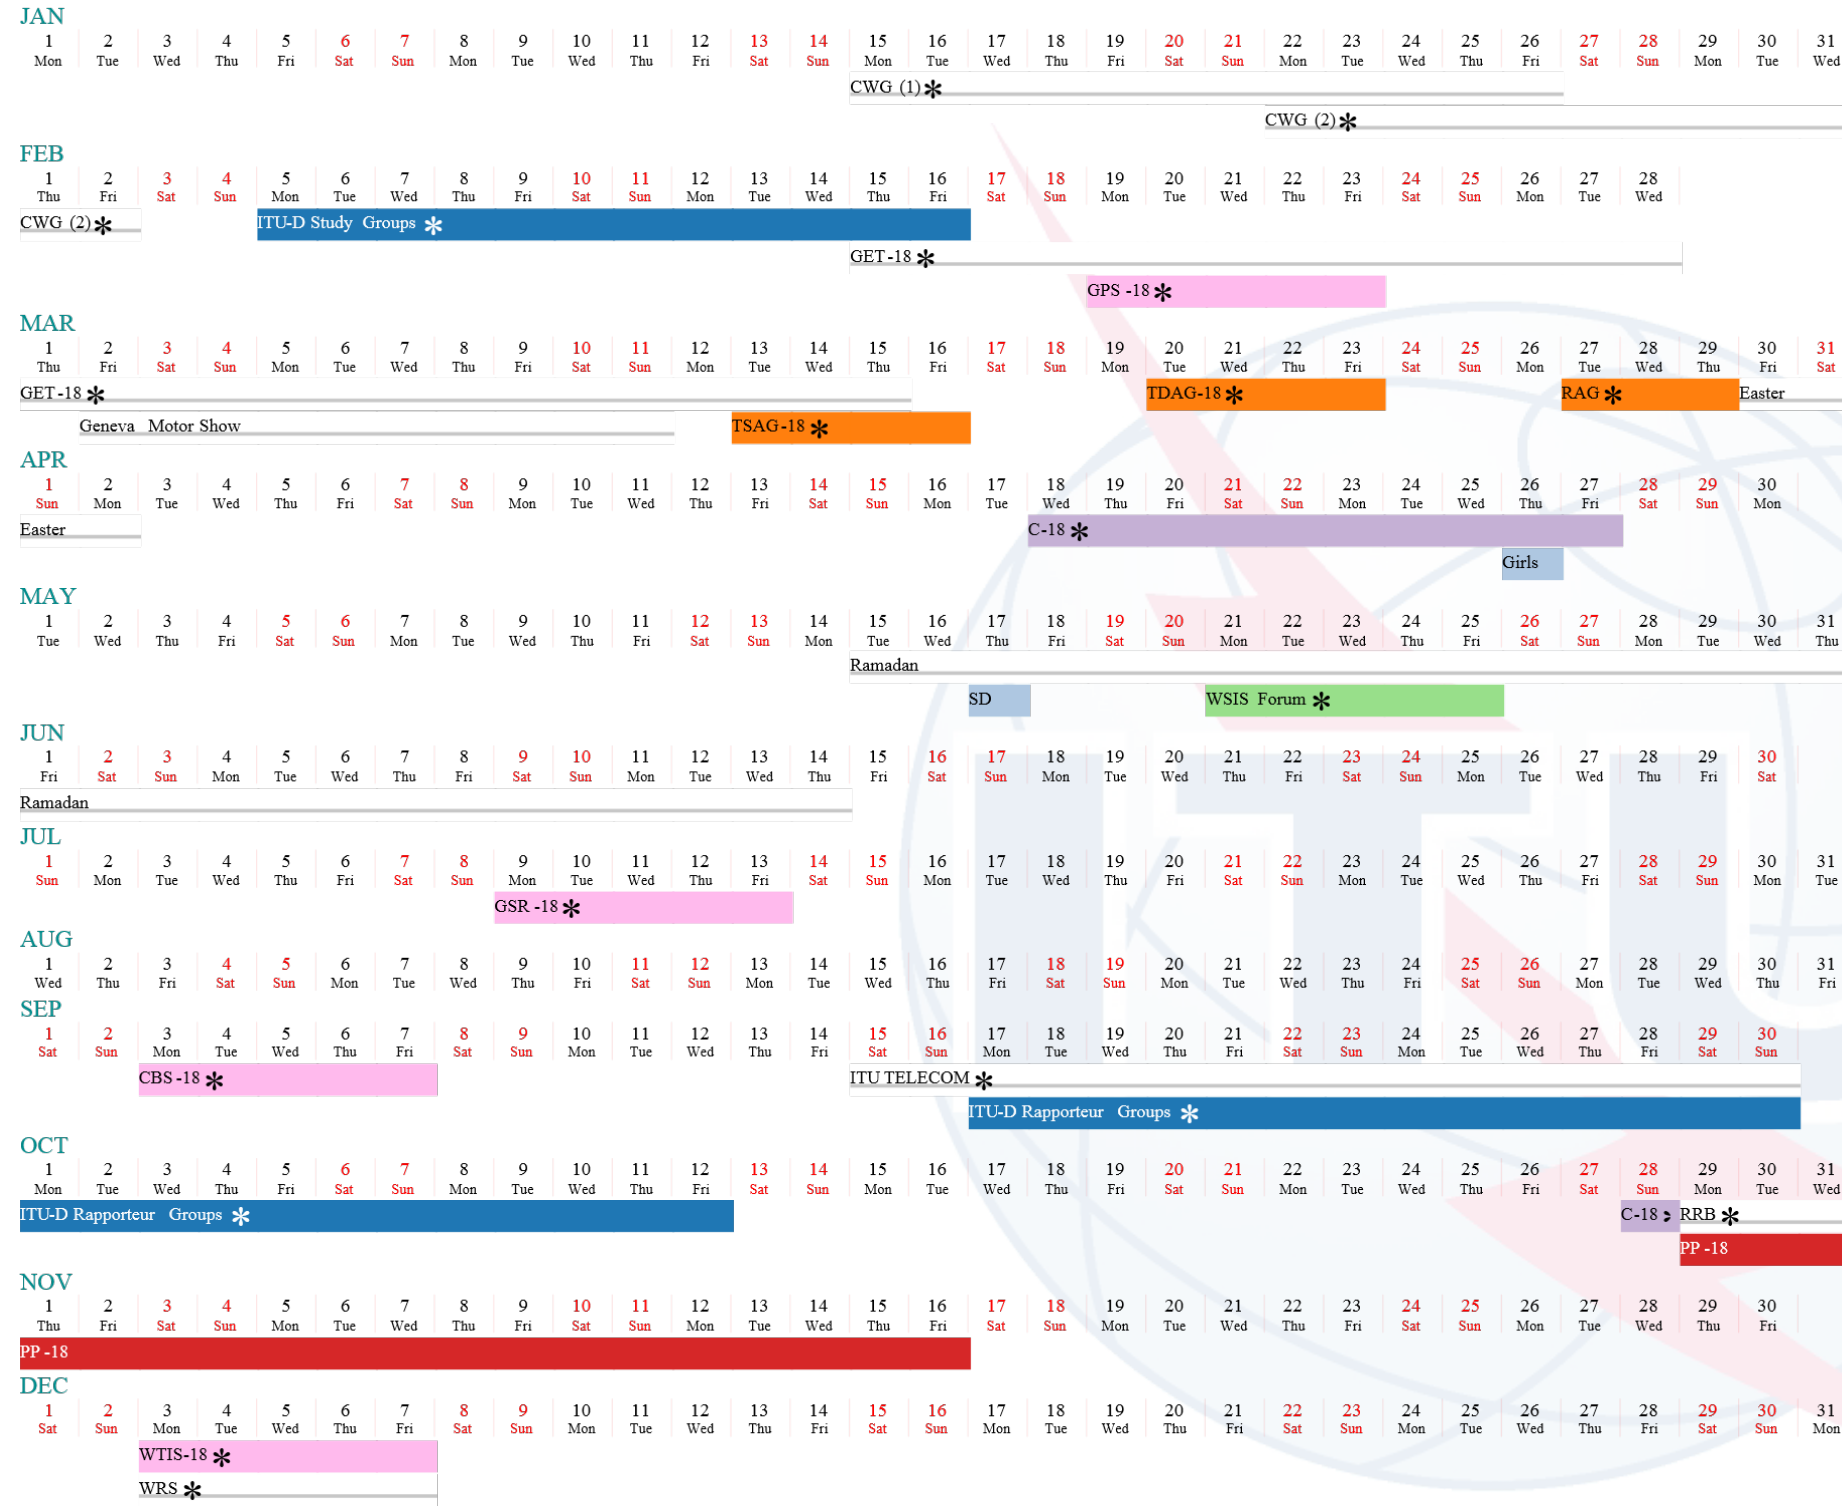 JAN
1 2 3 4 5 6 7 8 9 10 11 12 13 14 15 16 17 18 19 20 21 22 23 24 25 26 27 28 29 30 31
Mon Tue Wed Thu Fri Sat Sun Mon Tue Wed Thu Fri Sat Sun Mon Tue Wed Thu Fri Sat Sun Mon Tue Wed Thu Fri Sat Sun Mon Tue Wed
CWG (1) *
CWG (2) *
FEB
1 2 3 4 5 6 7 8 9 10 11 12 13 14 15 16 17 18 19 20 21 22 23 24 25 26 27 28
Thu Fri Sat Sun Mon Tue Wed Thu Fri Sat Sun Mon Tue Wed Thu Fri Sat Sun Mon Tue Wed Thu Fri Sat Sun Mon Tue Wed
CWG (2) * ITU-D Study Groups *
GET-18 *
GPS -18 *
MAR
1 2 3 4 5 6 7 8 9 10 11 12 13 14 15 16 17 18 19 20 21 22 23 24 25 26 27 28 29 30 31
Thu Fri Sat Sun Mon Tue Wed Thu Fri Sat Sun Mon Tue Wed Thu Fri Sat Sun Mon Tue Wed Thu Fri Sat Sun Mon Tue Wed Thu Fri Sat
GET-18 * TDAG-18 * RAG * Easter
Geneva Motor Show TSAG-18 *
APR
1 2 3 4 5 6 7 8 9 10 11 12 13 14 15 16 17 18 19 20 21 22 23 24 25 26 27 28 29 30
Sun Mon Tue Wed Thu Fri Sat Sun Mon Tue Wed Thu Fri Sat Sun Mon Tue Wed Thu Fri Sat Sun Mon Tue Wed Thu Fri Sat Sun Mon
Easter C-18 *
Girls
MAY
1 2 3 4 5 6 7 8 9 10 11 12 13 14 15 16 17 18 19 20 21 22 23 24 25 26 27 28 29 30 31
Tue Wed Thu Fri Sat Sun Mon Tue Wed Thu Fri Sat Sun Mon Tue Wed Thu Fri Sat Sun Mon Tue Wed Thu Fri Sat Sun Mon Tue Wed Thu
Ramadan
SD WSIS Forum *
JUN
1 2 3 4 5 6 7 8 9 10 11 12 13 14 15 16 17 18 19 20 21 22 23 24 25 26 27 28 29 30
Fri Sat Sun Mon Tue Wed Thu Fri Sat Sun Mon Tue Wed Thu Fri Sat Sun Mon Tue Wed Thu Fri Sat Sun Mon Tue Wed Thu Fri Sat
Ramadan
JUL
1 2 3 4 5 6 7 8 9 10 11 12 13 14 15 16 17 18 19 20 21 22 23 24 25 26 27 28 29 30 31
Sun Mon Tue Wed Thu Fri Sat Sun Mon Tue Wed Thu Fri Sat Sun Mon Tue Wed Thu Fri Sat Sun Mon Tue Wed Thu Fri Sat Sun Mon Tue
GSR -18 *
AUG
1 2 3 4 5 6 7 8 9 10 11 12 13 14 15 16 17 18 19 20 21 22 23 24 25 26 27 28 29 30 31
Wed Thu Fri Sat Sun Mon Tue Wed Thu Fri Sat Sun Mon Tue Wed Thu Fri Sat Sun Mon Tue Wed Thu Fri Sat Sun Mon Tue Wed Thu Fri
SEP
1 2 3 4 5 6 7 8 9 10 11 12 13 14 15 16 17 18 19 20 21 22 23 24 25 26 27 28 29 30
Sat Sun Mon Tue Wed Thu Fri Sat Sun Mon Tue Wed Thu Fri Sat Sun Mon Tue Wed Thu Fri Sat Sun Mon Tue Wed Thu Fri Sat Sun
CBS -18 * ITU TELECOM *
ITU-D Rapporteur Groups *
OCT
1 2 3 4 5 6 7 8 9 10 11 12 13 14 15 16 17 18 19 20 21 22 23 24 25 26 27 28 29 30 31
Mon Tue Wed Thu Fri Sat Sun Mon Tue Wed Thu Fri Sat Sun Mon Tue Wed Thu Fri Sat Sun Mon Tue Wed Thu Fri Sat Sun Mon Tue Wed
ITU-D Rapporteur Groups * C-18 RRB *
PP -18
NOV
1 2 3 4 5 6 7 8 9 10 11 12 13 14 15 16 17 18 19 20 21 22 23 24 25 26 27 28 29 30
Thu Fri Sat Sun Mon Tue Wed Thu Fri Sat Sun Mon Tue Wed Thu Fri Sat Sun Mon Tue Wed Thu Fri Sat Sun Mon Tue Wed Thu Fri
PP -18
DEC
1 2 3 4 5 6 7 8 9 10 11 12 13 14 15 16 17 18 19 20 21 22 23 24 25 26 27 28 29 30 31
Sat Sun Mon Tue Wed Thu Fri Sat Sun Mon Tue Wed Thu Fri Sat Sun Mon Tue Wed Thu Fri Sat Sun Mon Tue Wed Thu Fri Sat Sun Mon
WTIS-18 *
WRS *
ITU